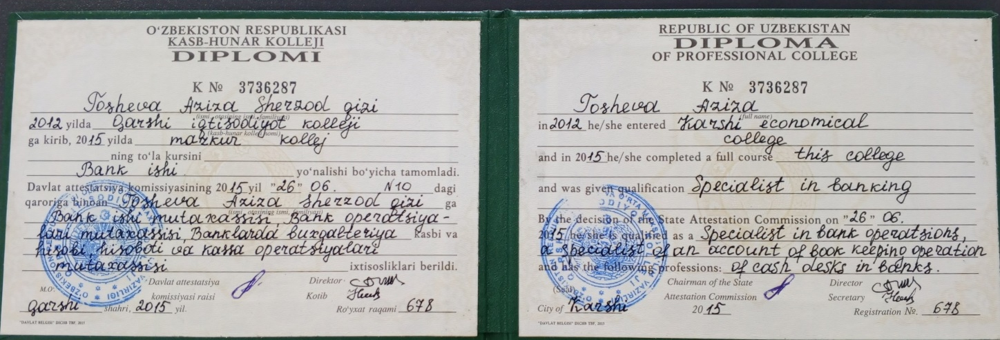 O‘ZBEKISTON RESPUBLIKASI
KASB-HUNAR KOLLEJI
DIPLOMI
K № 3736287
Tosheva Aziza Sherzod qizi
(ismi, otasining ismi, familiyasi)
2012 yilda Qarshi iqtisodiyot kolleji
(kasb-hunar kolleji nomi)
ga kirib, 2015 yilda mazkur kollej
ning to‘la kursini
Bank ishi yo‘nalishi bo‘yicha tamomladi.
Davlat attestatsiya komissiyasining 2015 yil "26" 06. N10 dagi
qaroriga binoan Tosheva Aziza Sherzod qizi ga
(ismi, otasining ismi, familiyasi)
Bank ishi mutaxassisi, Bank operatsiya-
lari mutaxassisi, Banklarda buxgalteriya kasbi va
hisobi hisoboti va kassa operatsiyalari
mutaxassisi ixtisosliklari berildi.
M.O‘. Davlat attestatsiya Direktor
komissiyasi raisi Kotib
Qarshi shahri, 2015 yil. Ro‘yxat raqami 678
"DAVLAT BELGISI" DICHB TBF, 2015
REPUBLIC OF UZBEKISTAN
DIPLOMA
OF PROFESSIONAL COLLEGE
K № 3736287
Tosheva Aziza
(full name)
in 2012 he/she entered Karshi economical
college
and in 2015 he/she completed a full course this college
and was given qualification Specialist in banking
By the decision of the State Attestation Commission on "26" 06.
2015 he/she is qualified as a Specialist in bank operatsions,
a specialist of an account of book keeping operation
and has the following professions: of cash desks in banks.
(Seal) Chairman of the State Director
Attestation Commission Secretary
City of Karshi 2015 Registration №. 678
"DAVLAT BELGISI" DICHB TBF, 2015